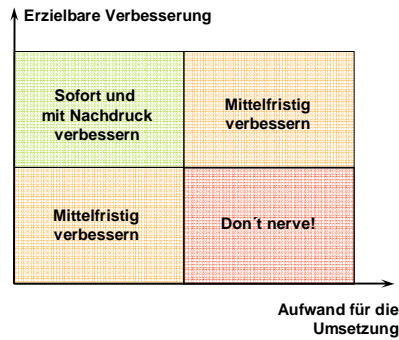 Erzielbare Verbesserung
Sofort und
mit Nachdruck
verbessern
Mittelfristig
verbessern
Mittelfristig
verbessern
Don´t nerve!
Aufwand für die
Umsetzung